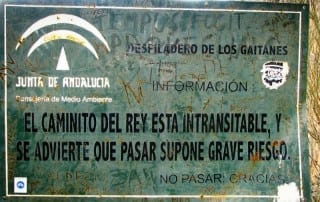 DESFILADERO DE LOS GAITANES
JUNTA DE ANDALUCIA
Consejería de Medio Ambiente
INFORMACIÓN:
EL CAMINITO DEL REY ESTA INTRANSITABLE, Y
SE ADVIERTE QUE PASAR SUPONE GRAVE RIESGO.
NO PASAR. GRACIAS.